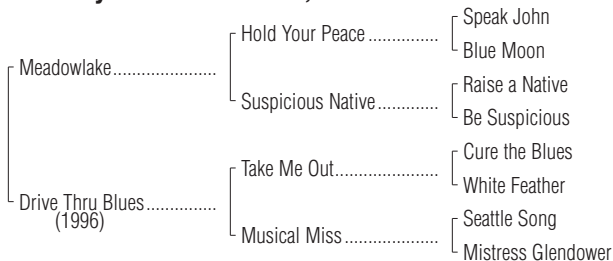 Speak John
Hold Your Peace ...............
Blue Moon
Meadowlake......................
Raise a Native
Suspicious Native .............
Be Suspicious
Cure the Blues
Take Me Out......................
White Feather
Drive Thru Blues ...............
(1996)
Seattle Song
Musical Miss ....................
Mistress Glendower